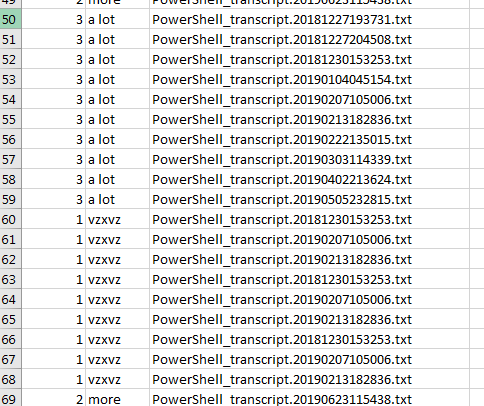 49 2 more PowerShell_transcript.20190623115438.txt
50 3 a lot PowerShell_transcript.20181227193731.txt
51 3 a lot PowerShell_transcript.20181227204508.txt
52 3 a lot PowerShell_transcript.20181230153253.txt
53 3 a lot PowerShell_transcript.20190104045154.txt
54 3 a lot PowerShell_transcript.20190207105006.txt
55 3 a lot PowerShell_transcript.20190213182836.txt
56 3 a lot PowerShell_transcript.20190222135015.txt
57 3 a lot PowerShell_transcript.20190303114339.txt
58 3 a lot PowerShell_transcript.20190402213624.txt
59 3 a lot PowerShell_transcript.20190505232815.txt
60 1 vzxvz PowerShell_transcript.20181230153253.txt
61 1 vzxvz PowerShell_transcript.20190207105006.txt
62 1 vzxvz PowerShell_transcript.20190213182836.txt
63 1 vzxvz PowerShell_transcript.20181230153253.txt
64 1 vzxvz PowerShell_transcript.20190207105006.txt
65 1 vzxvz PowerShell_transcript.20190213182836.txt
66 1 vzxvz PowerShell_transcript.20181230153253.txt
67 1 vzxvz PowerShell_transcript.20190207105006.txt
68 1 vzxvz PowerShell_transcript.20190213182836.txt
69 2 more PowerShell_transcript.20190623115438.txt